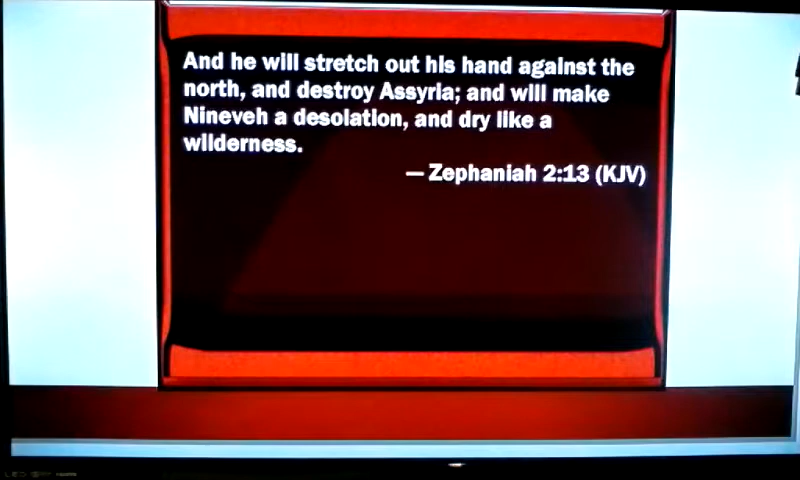 And he will stretch out his hand against the
north, and destroy Assyria; and will make
Nineveh a desolation, and dry like a
wilderness.
— Zephaniah 2:13 (KJV)